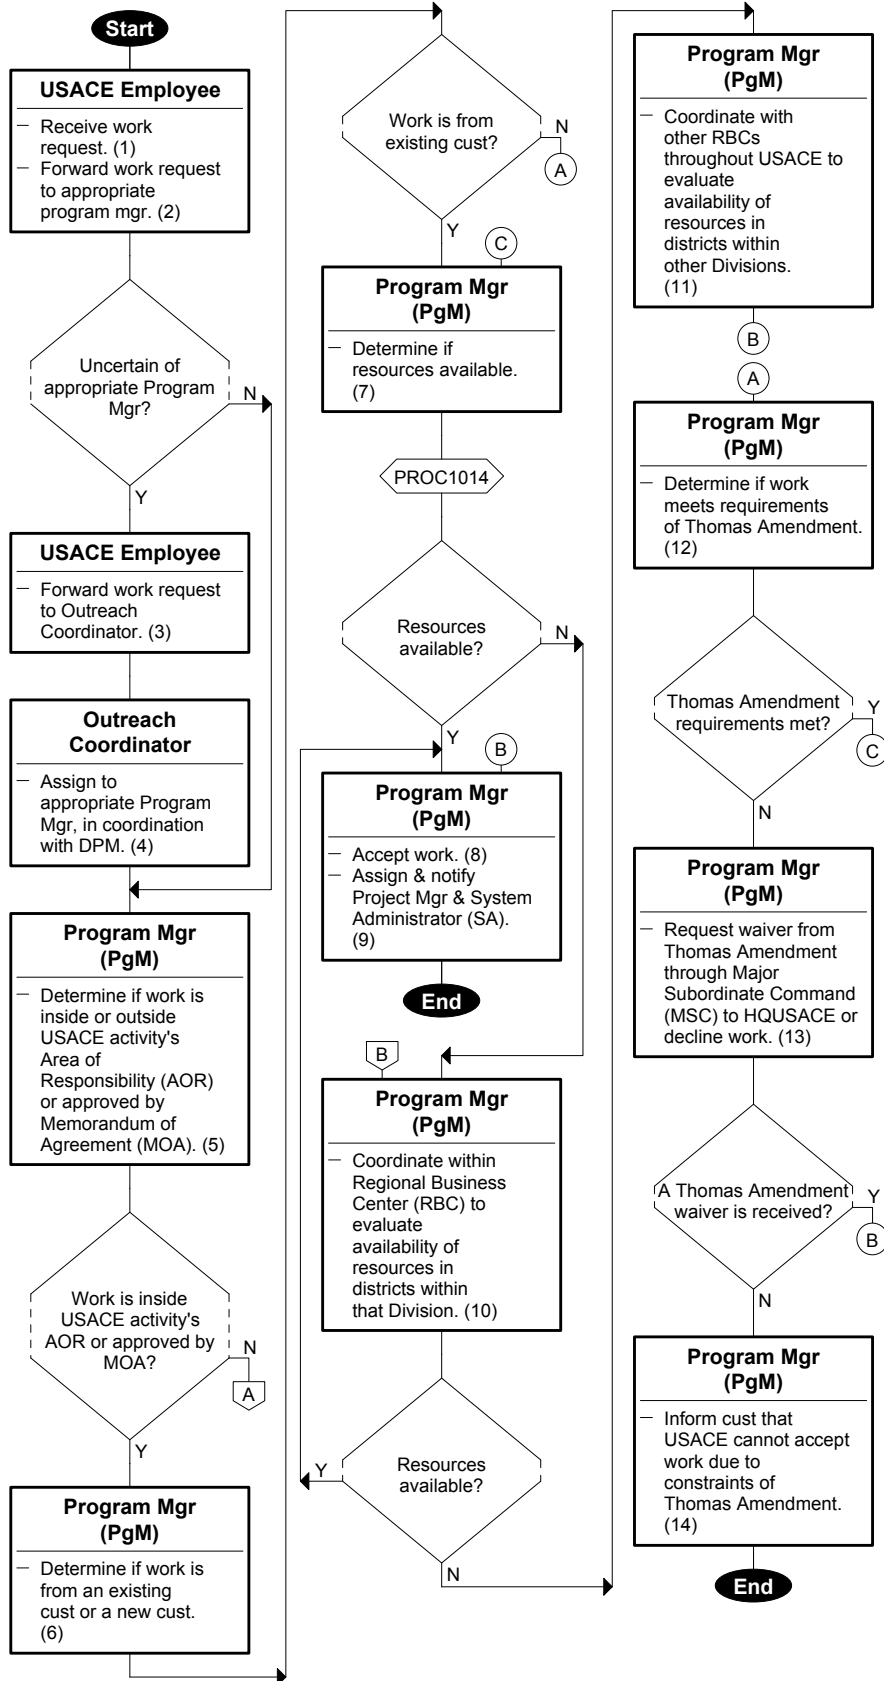 Start
USACE Employee
— Receive work
request. (1)
— Forward work request
to appropriate
program mgr. (2)
Uncertain of
appropriate Program
Mgr?
N
Y
USACE Employee
— Forward work request
to Outreach
Coordinator. (3)
Outreach
Coordinator
— Assign to
appropriate Program
Mgr, in coordination
with DPM. (4)
Program Mgr
(PgM)
— Determine if work is
inside or outside
USACE activity's
Area of
Responsibility (AOR)
or approved by
Memorandum of
Agreement (MOA). (5)
Work is inside
USACE activity's
AOR or approved by
MOA?
N
A
Y
Program Mgr
(PgM)
— Determine if work is
from an existing
cust or a new cust.
(6)
Work is from
existing cust?
N
A
Y
C
Program Mgr
(PgM)
— Determine if
resources available.
(7)
PROC1014
Resources
available?
N
Y
B
Program Mgr
(PgM)
— Accept work. (8)
— Assign & notify
Project Mgr & System
Administrator (SA).
(9)
End
B
Program Mgr
(PgM)
— Coordinate within
Regional Business
Center (RBC) to
evaluate
availability of
resources in
districts within
that Division. (10)
Resources
available?
Y
N
Program Mgr
(PgM)
— Coordinate with
other RBCs
throughout USACE to
evaluate
availability of
resources in
districts within
other Divisions.
(11)
B
A
Program Mgr
(PgM)
— Determine if work
meets requirements
of Thomas Amendment.
(12)
Thomas Amendment
requirements met?
Y
C
N
Program Mgr
(PgM)
— Request waiver from
Thomas Amendment
through Major
Subordinate Command
(MSC) to HQUSACE or
decline work. (13)
A Thomas Amendment
waiver is received?
Y
B
N
Program Mgr
(PgM)
— Inform cust that
USACE cannot accept
work due to
constraints of
Thomas Amendment.
(14)
End